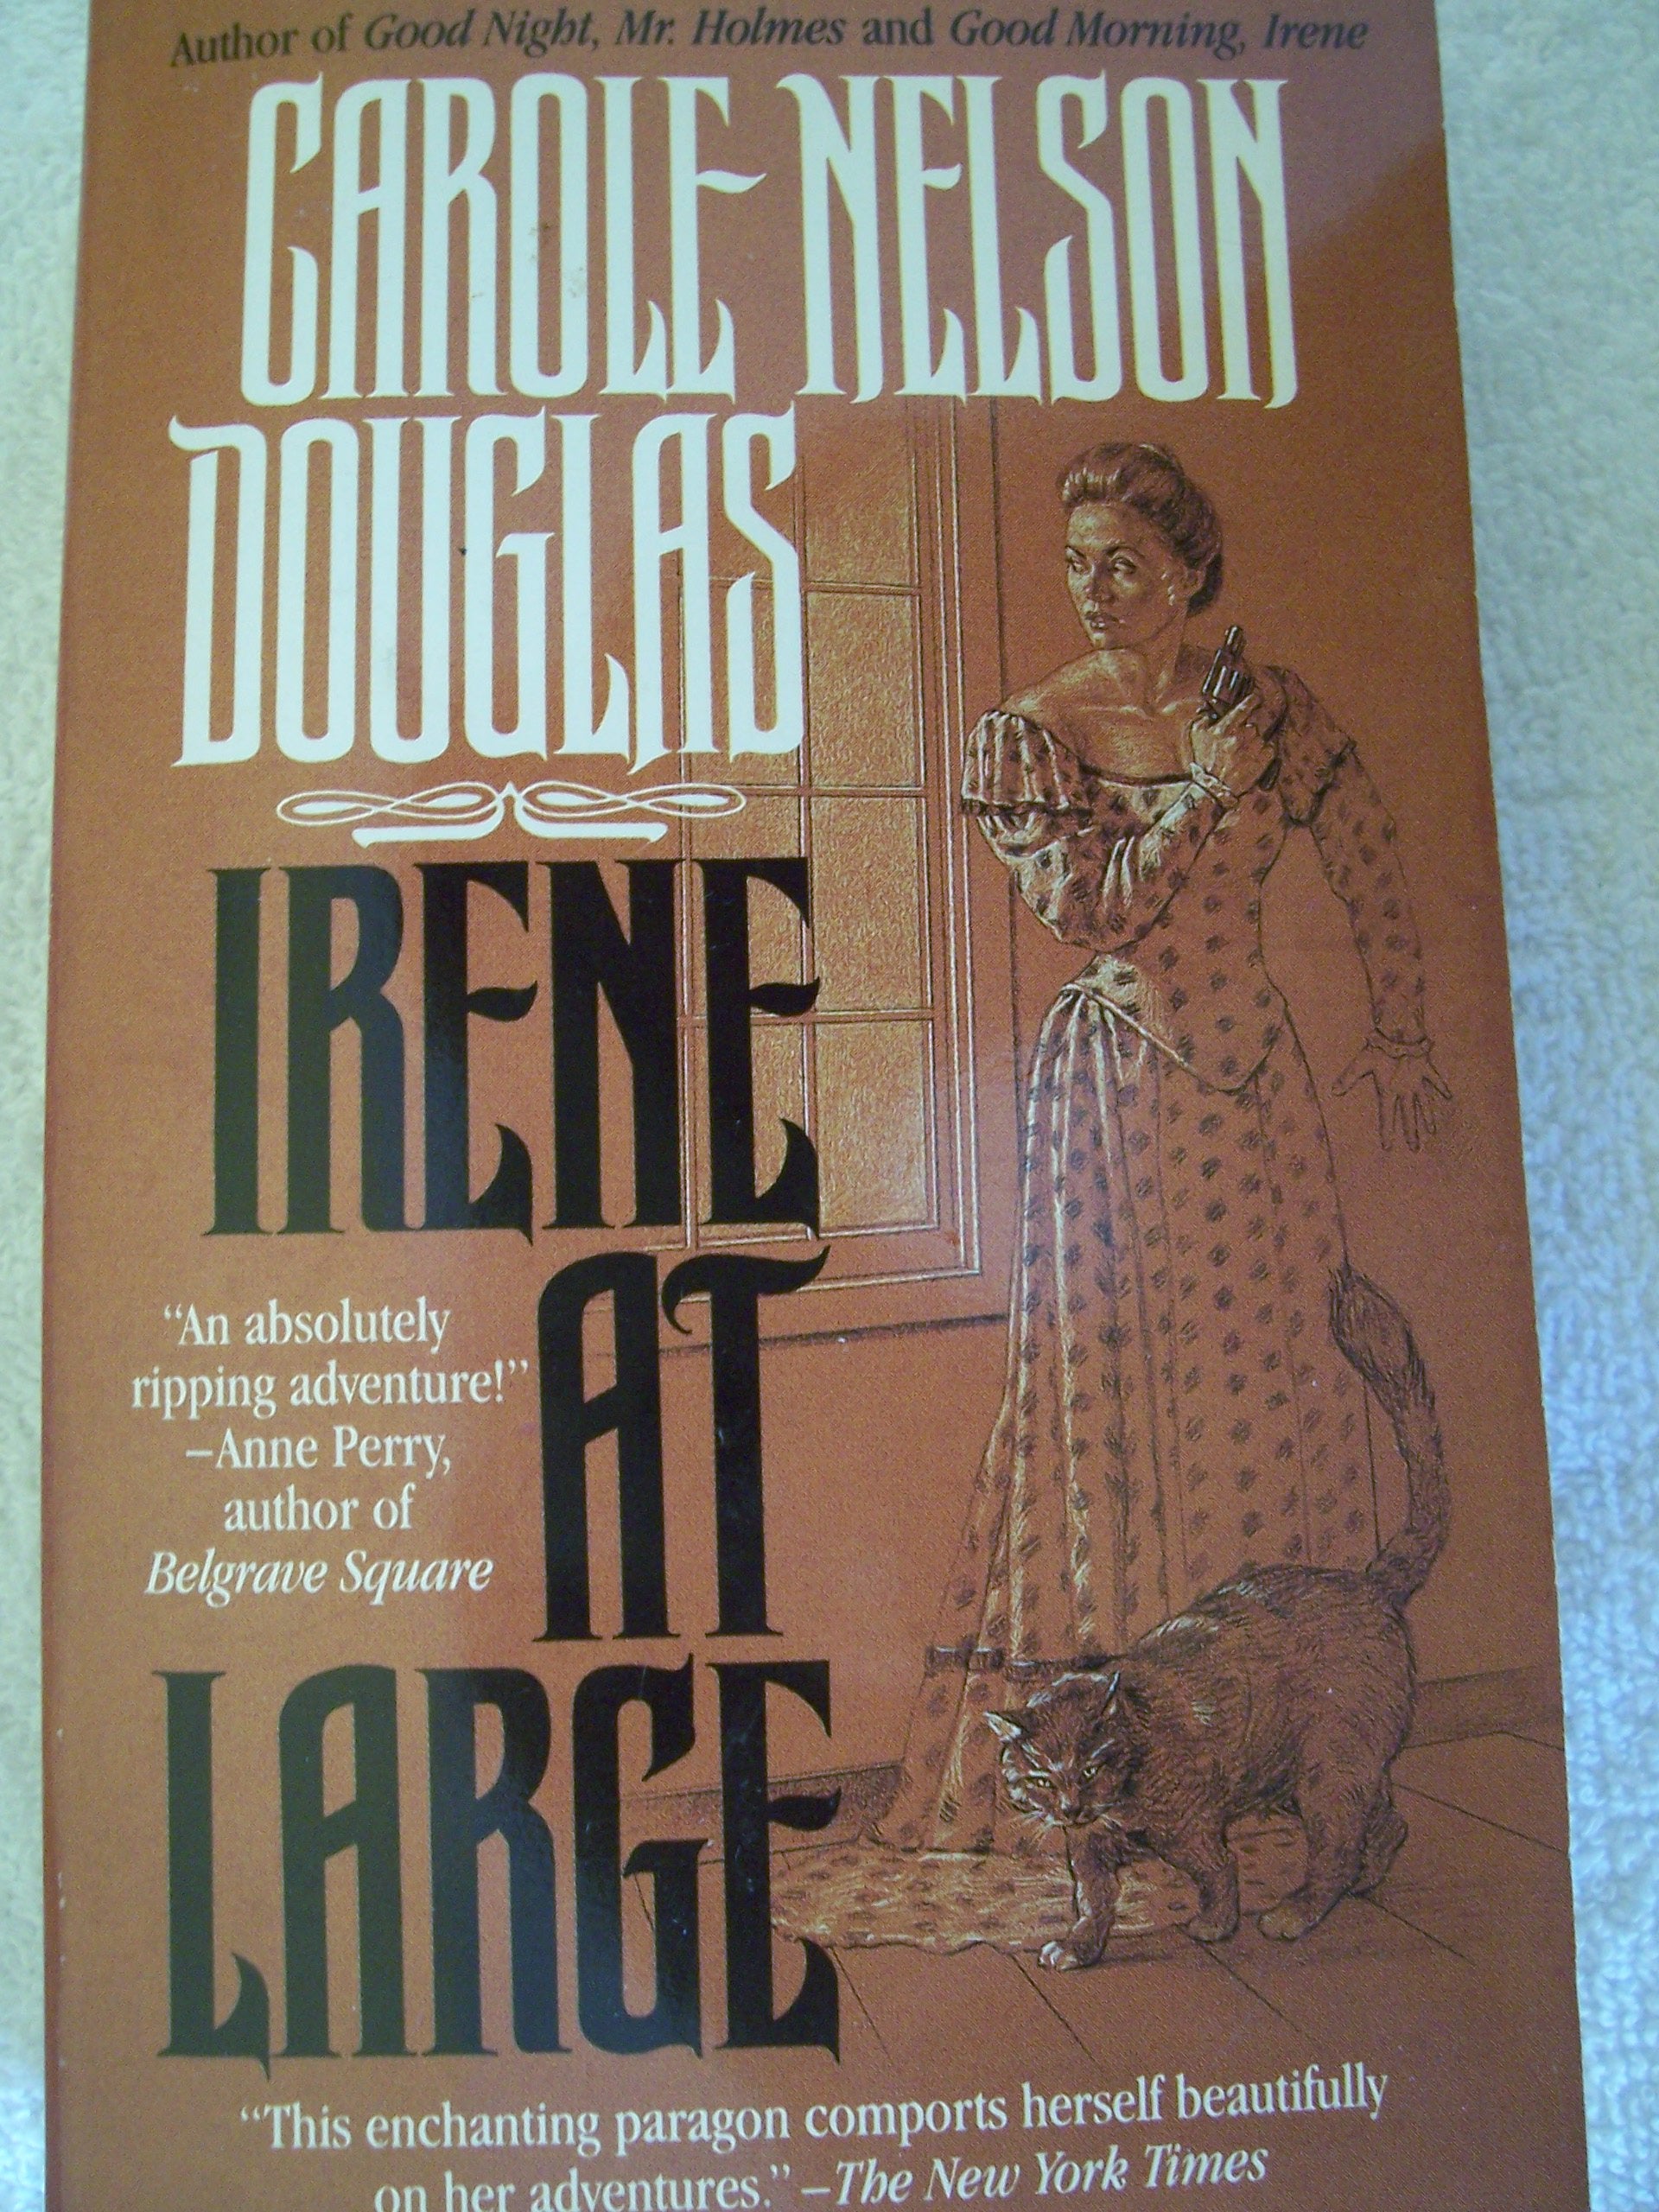 Author of Good Night, Mr. Holmes and Good Morning, Irene
CAROLE NELSON
DOUGLAS
IRENE
AT
LARGE
“An absolutely
ripping adventure!”
–Anne Perry,
author of
Belgrave Square
“This enchanting paragon comports herself beautifully
on her adventures.” –The New York Times